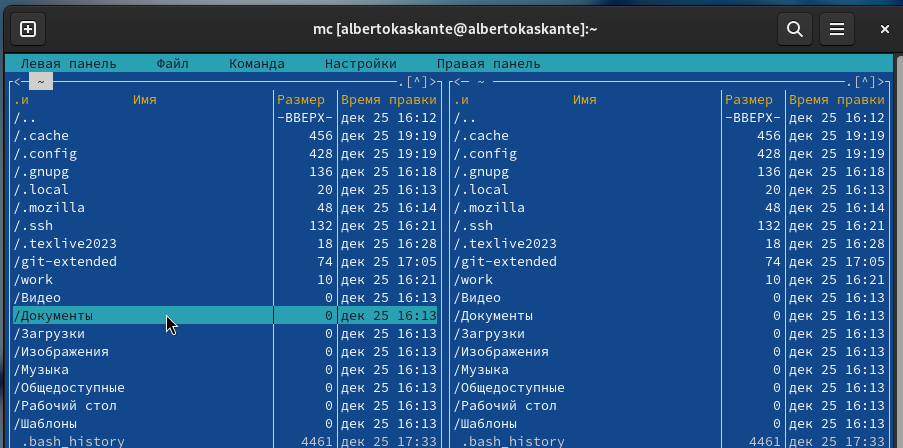 mc [albertokaskante@albertokaskante]:~
Левая панель Файл Команда Настройки Правая панель
<─ ~ .[^]> <─ ~ .[^]>
.и Имя Размер Время правки .и Имя Размер Время правки
/.. -ВВЕРХ- дек 25 16:12 /.. -ВВЕРХ- дек 25 16:12
/.cache 456 дек 25 19:19 /.cache 456 дек 25 19:19
/.config 428 дек 25 19:19 /.config 428 дек 25 19:19
/.gnupg 136 дек 25 16:18 /.gnupg 136 дек 25 16:18
/.local 20 дек 25 16:13 /.local 20 дек 25 16:13
/.mozilla 48 дек 25 16:14 /.mozilla 48 дек 25 16:14
/.ssh 132 дек 25 16:21 /.ssh 132 дек 25 16:21
/.texlive2023 18 дек 25 16:28 /.texlive2023 18 дек 25 16:28
/git-extended 74 дек 25 17:05 /git-extended 74 дек 25 17:05
/work 10 дек 25 16:21 /work 10 дек 25 16:21
/Видео 0 дек 25 16:13 /Видео 0 дек 25 16:13
/Документы 0 дек 25 16:13 /Документы 0 дек 25 16:13
/Загрузки 0 дек 25 16:13 /Загрузки 0 дек 25 16:13
/Изображения 0 дек 25 16:13 /Изображения 0 дек 25 16:13
/Музыка 0 дек 25 16:13 /Музыка 0 дек 25 16:13
/Общедоступные 0 дек 25 16:13 /Общедоступные 0 дек 25 16:13
/Рабочий стол 0 дек 25 16:13 /Рабочий стол 0 дек 25 16:13
/Шаблоны 0 дек 25 16:13 /Шаблоны 0 дек 25 16:13
.bash_history 4461 дек 25 17:33 .bash_history 4461 дек 25 17:33